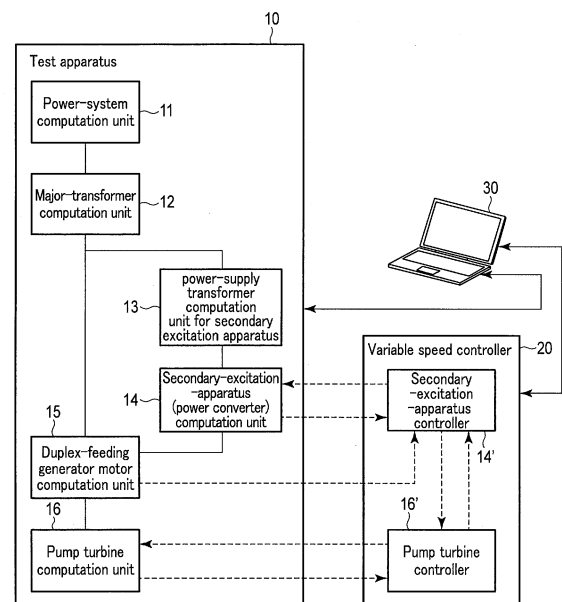 10
Test apparatus
Power-system
computation unit
11
Major-transformer
computation unit
12
30
13
power-supply
transformer
computation
unit for secondary
excitation apparatus
Variable speed controller
20
14
Secondary-excitation-
apparatus
(power converter)
computation unit
Secondary
-excitation
-apparatus
controller
14'
15
Duplex-feeding
generator motor
computation unit
16
Pump turbine
computation unit
16'
Pump turbine
controller